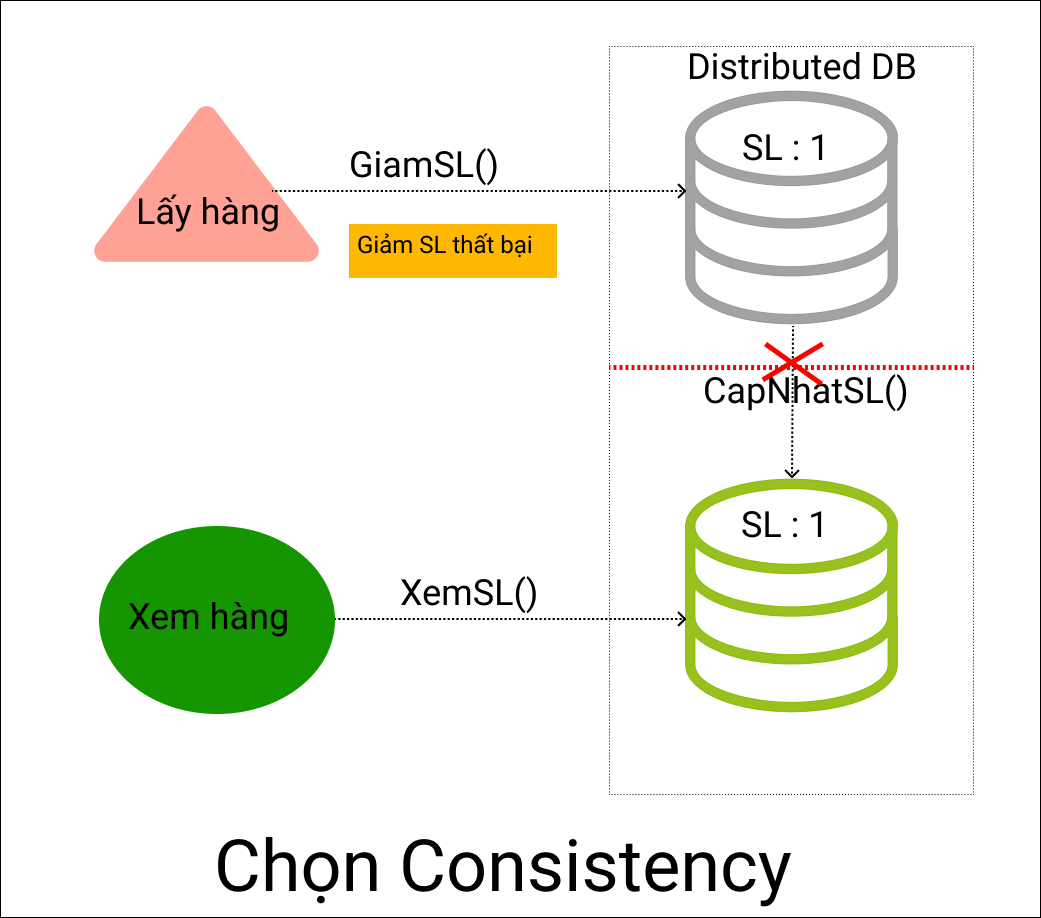 Distributed DB
SL : 1
GiamSL()
Lấy hàng
Giảm SL thất bại
CapNhatSL()
SL : 1
XemSL()
Xem hàng
Chọn Consistency